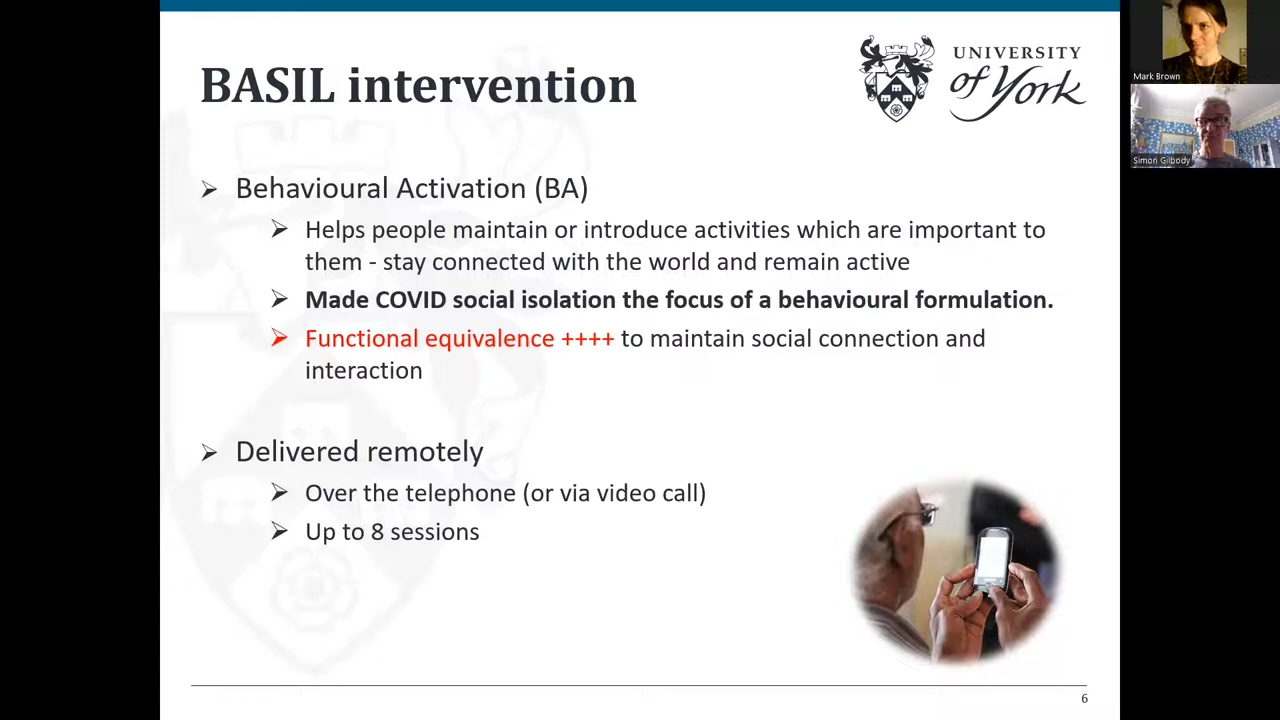 BASIL intervention
UNIVERSITY
of York
Mark Brown
Simon Gilbody
Behavioural Activation (BA)
Helps people maintain or introduce activities which are important to
them - stay connected with the world and remain active
Made COVID social isolation the focus of a behavioural formulation.
Functional equivalence ++++ to maintain social connection and
interaction
Delivered remotely
Over the telephone (or via video call)
Up to 8 sessions
6